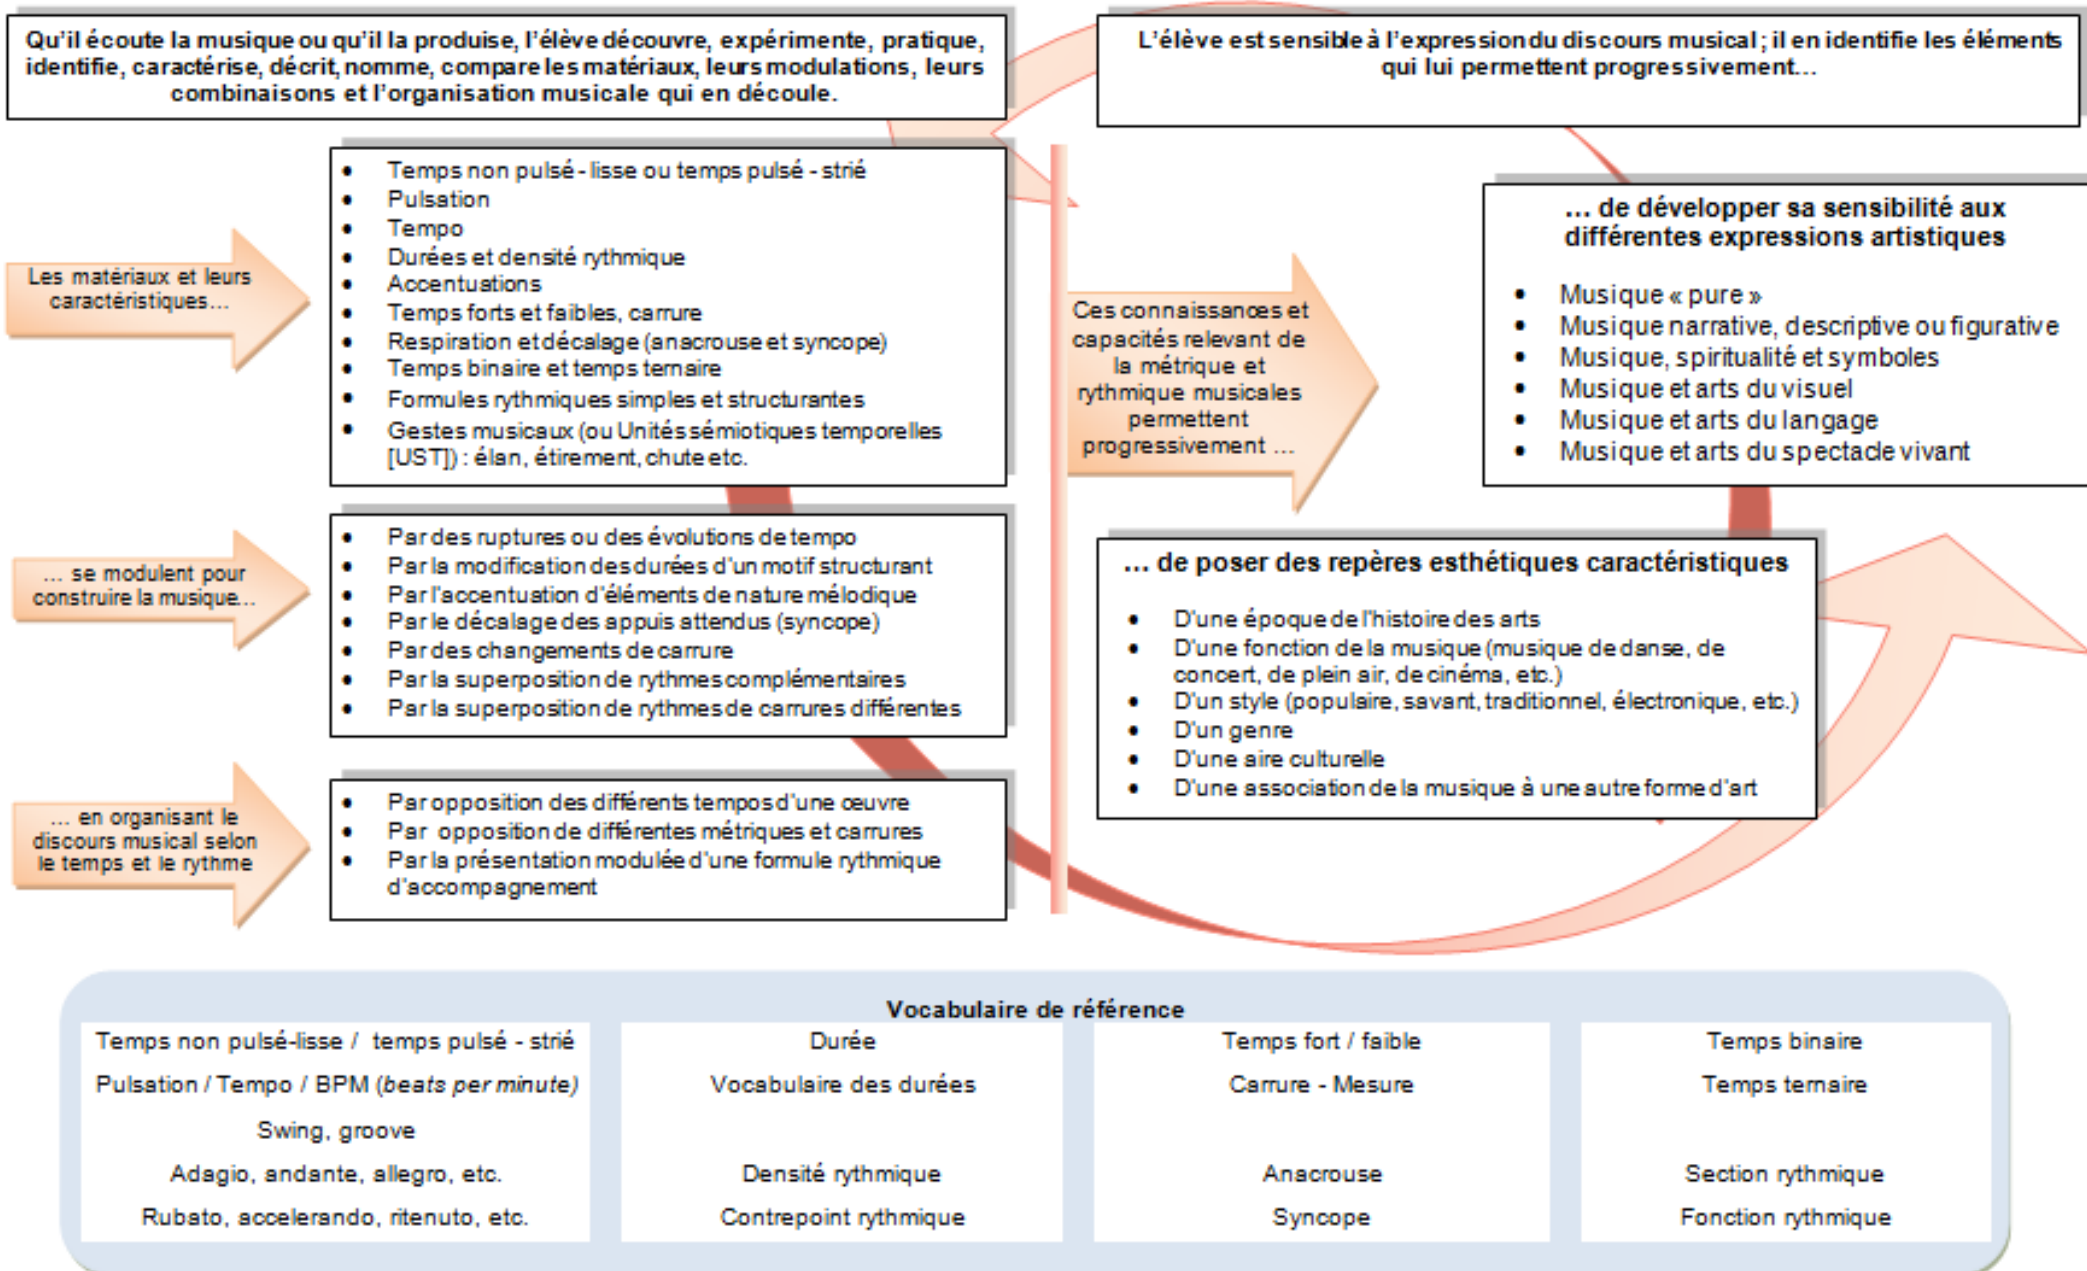 Qu'il écoute la musique ou qu'il la produise, l'élève découvre, expérimente, pratique,
identifie, caractérise, décrit, nomme, compare les matériaux, leurs modulations, leurs
combinaisons et l'organisation musicale qui en découle.
L'élève est sensible à l'expression du discours musical ; il en identifie les éléments
qui lui permettent progressivement…
Les matériaux et leurs
caractéristiques…
• Temps non pulsé - lisse ou temps pulsé - strié
• Pulsation
• Tempo
• Durées et densité rythmique
• Accentuations
• Temps forts et faibles, carrure
• Respiration et décalage (anacrouse et syncope)
• Temps binaire et temps ternaire
• Formules rythmiques simples et structurantes
• Gestes musicaux (ou Unités sémiotiques temporelles
[UST]) : élan, étirement, chute etc.
… se modulent pour
construire la musique…
• Par des ruptures ou des évolutions de tempo
• Par la modification des durées d'un motif structurant
• Par l'accentuation d'éléments de nature mélodique
• Par le décalage des appuis attendus (syncope)
• Par des changements de carrure
• Par la superposition de rythmes complémentaires
• Par la superposition de rythmes de carrures différentes
… en organisant le
discours musical selon
le temps et le rythme
• Par opposition des différents tempos d'une œuvre
• Par opposition de différentes métriques et carrures
• Par la présentation modulée d'une formule rythmique
d'accompagnement
Ces connaissances et
capacités relevant de
la métrique et
rythmique musicales
permettent
progressivement …
… de développer sa sensibilité aux
différentes expressions artistiques
• Musique « pure »
• Musique narrative, descriptive ou figurative
• Musique, spiritualité et symboles
• Musique et arts du visuel
• Musique et arts du langage
• Musique et arts du spectacle vivant
… de poser des repères esthétiques caractéristiques
• D'une époque de l'histoire des arts
• D'une fonction de la musique (musique de danse, de
concert, de plein air, de cinéma, etc.)
• D'un style (populaire, savant, traditionnel, électronique, etc.)
• D'un genre
• D'une aire culturelle
• D'une association de la musique à une autre forme d'art
Vocabulaire de référence
Temps non pulsé-lisse / temps pulsé - strié
Pulsation / Tempo / BPM (beats per minute)
Swing, groove
Adagio, andante, allegro, etc.
Rubato, accelerando, ritenuto, etc.
Durée
Vocabulaire des durées
Densité rythmique
Contrepoint rythmique
Temps fort / faible
Carrure - Mesure
Anacrouse
Syncope
Temps binaire
Temps ternaire
Section rythmique
Fonction rythmique